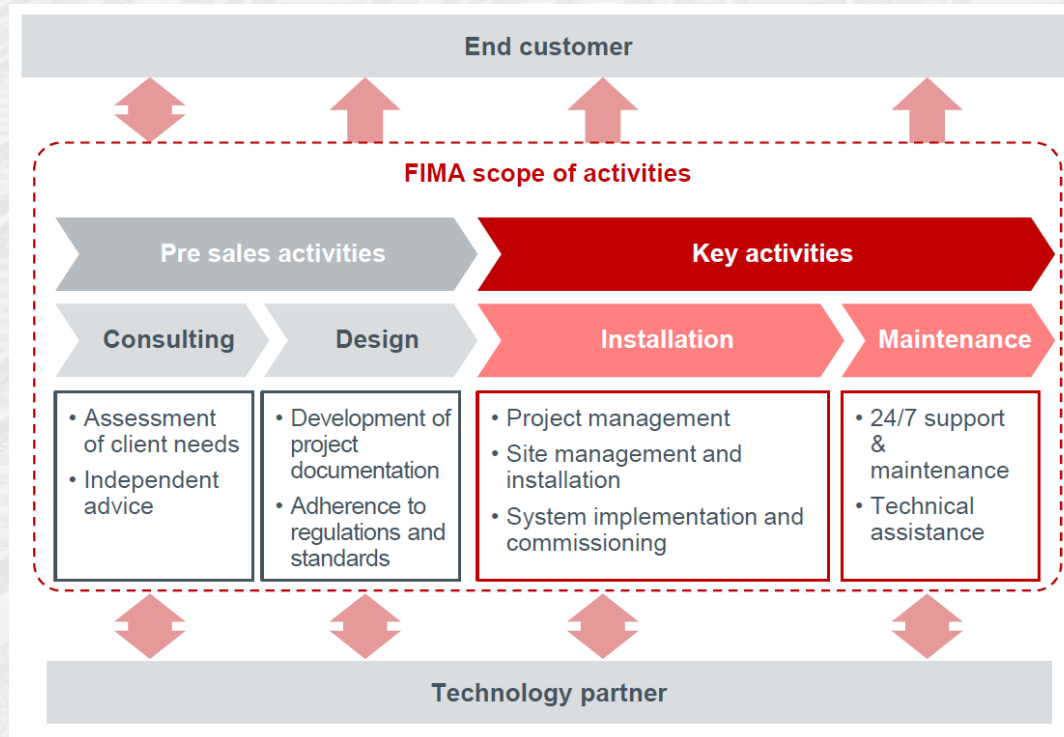 End customer
FIMA scope of activities
Pre sales activities
Key activities
Consulting
Design
Installation
Maintenance
• Assessment
of client needs
• Independent
advice
• Development of
project
documentation
• Adherence to
regulations and
standards
• Project management
• Site management and
installation
• System implementation and
commissioning
• 24/7 support
&
maintenance
• Technical
assistance
Technology partner